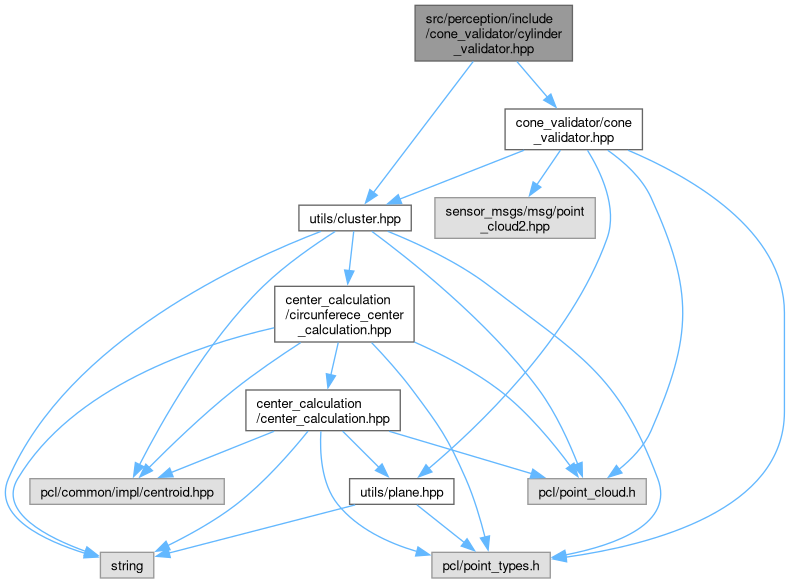 src/perception/include
/cone_validator/cylinder
_validator.hpp
cone_validator/cone
_validator.hpp
sensor_msgs/msg/point
_cloud2.hpp
utils/cluster.hpp
center_calculation
/circunferece_center
_calculation.hpp
center_calculation
/center_calculation.hpp
pcl/common/impl/centroid.hpp
utils/plane.hpp
pcl/point_cloud.h
string
pcl/point_types.h